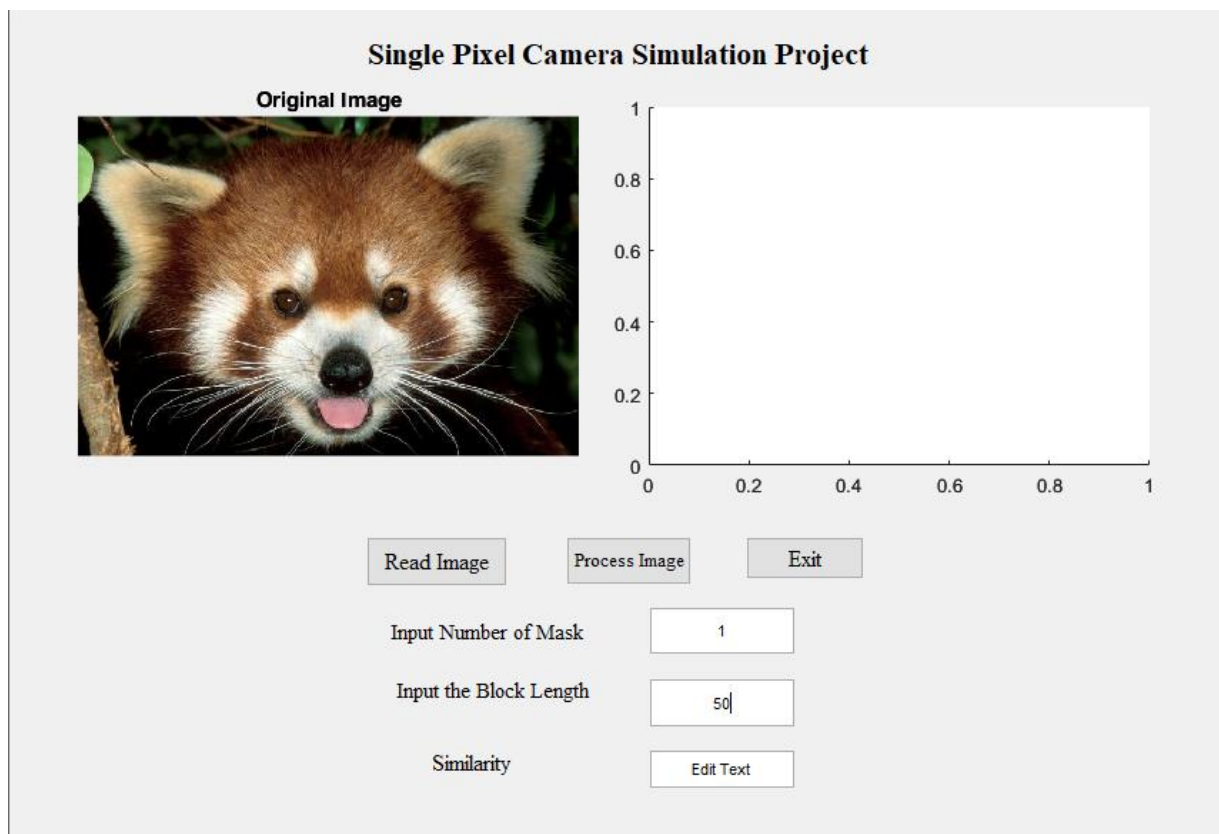 Single Pixel Camera Simulation Project
Original Image
1
0.8
0.6
0.4
0.2
0
0 0.2 0.4 0.6 0.8 1
Read Image Process Image Exit
Input Number of Mask 1
Input the Block Length 50
Similarity Edit Text